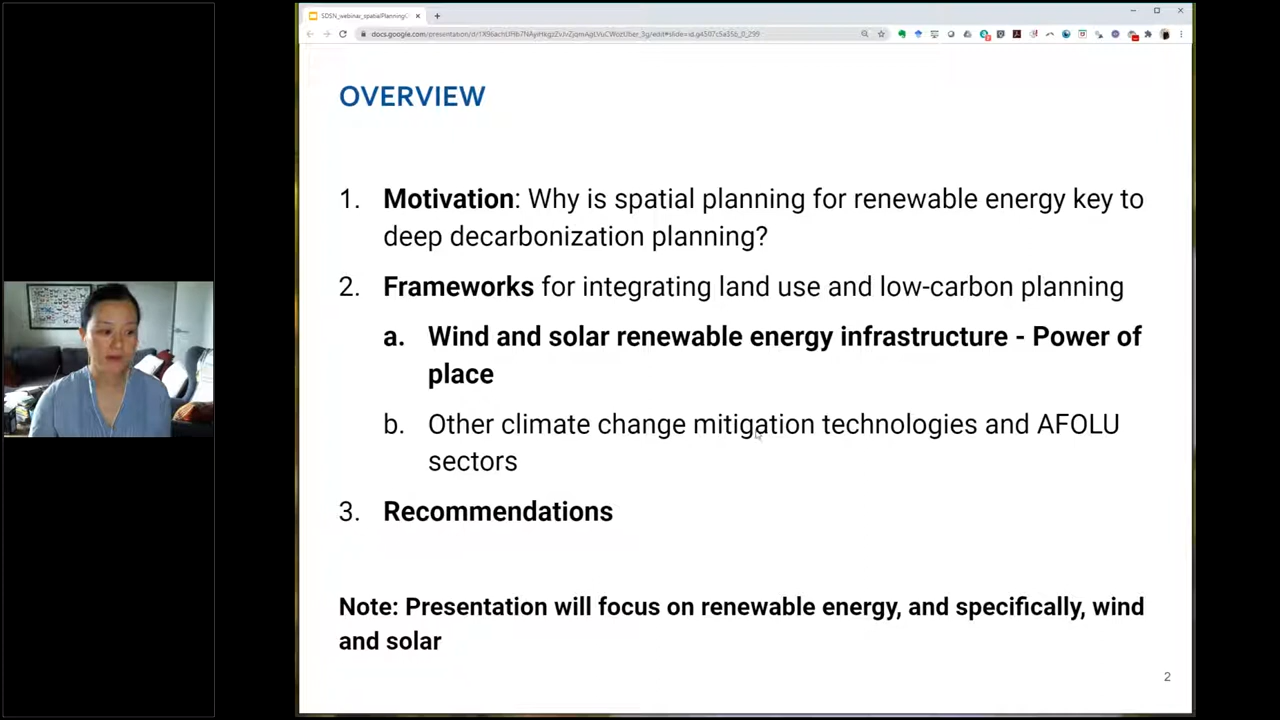 SDSN_webinar_spatialPlanning
OVERVIEW
1. Motivation: Why is spatial planning for renewable energy key to
deep decarbonization planning?
2. Frameworks for integrating land use and low-carbon planning
a. Wind and solar renewable energy infrastructure - Power of
place
b. Other climate change mitigation technologies and AFOLU
sectors
3. Recommendations
Note: Presentation will focus on renewable energy, and specifically, wind
and solar
2